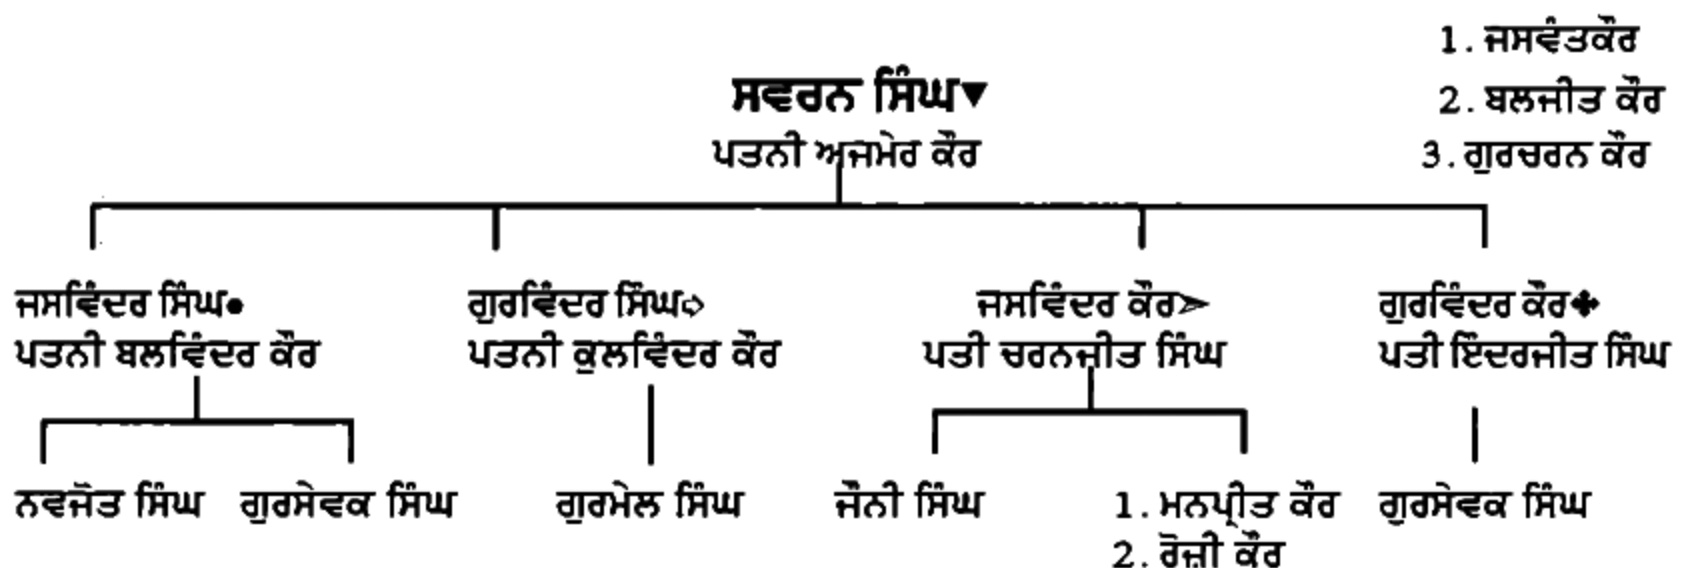 1. ਜਸਵੰਤਕੌਰ
ਸਵਰਨ ਸਿੰਘ▼
2. ਬਲਜੀਤ ਕੌਰ
ਪਤਨੀ ਅਜਮੇਰ ਕੌਰ
3. ਗੁਰਚਰਨ ਕੌਰ
ਜਸਵਿੰਦਰ ਸਿੰਘ●
ਪਤਨੀ ਬਲਵਿੰਦਰ ਕੌਰ
ਗੁਰਵਿੰਦਰ ਸਿੰਘ➪
ਪਤਨੀ ਕੁਲਵਿੰਦਰ ਕੌਰ
ਜਸਵਿੰਦਰ ਕੌਰ➣
ਪਤੀ ਚਰਨਜੀਤ ਸਿੰਘ
ਗੁਰਵਿੰਦਰ ਕੌਰ✤
ਪਤੀ ਇੰਦਰਜੀਤ ਸਿੰਘ
ਨਵਜੋਤ ਸਿੰਘ
ਗੁਰਸੇਵਕ ਸਿੰਘ
ਗੁਰਮੇਲ ਸਿੰਘ
ਜੌਨੀ ਸਿੰਘ
1. ਮਨਪ੍ਰੀਤ ਕੌਰ
2. ਰੋਜ਼ੀ ਕੌਰ
ਗੁਰਸੇਵਕ ਸਿੰਘ